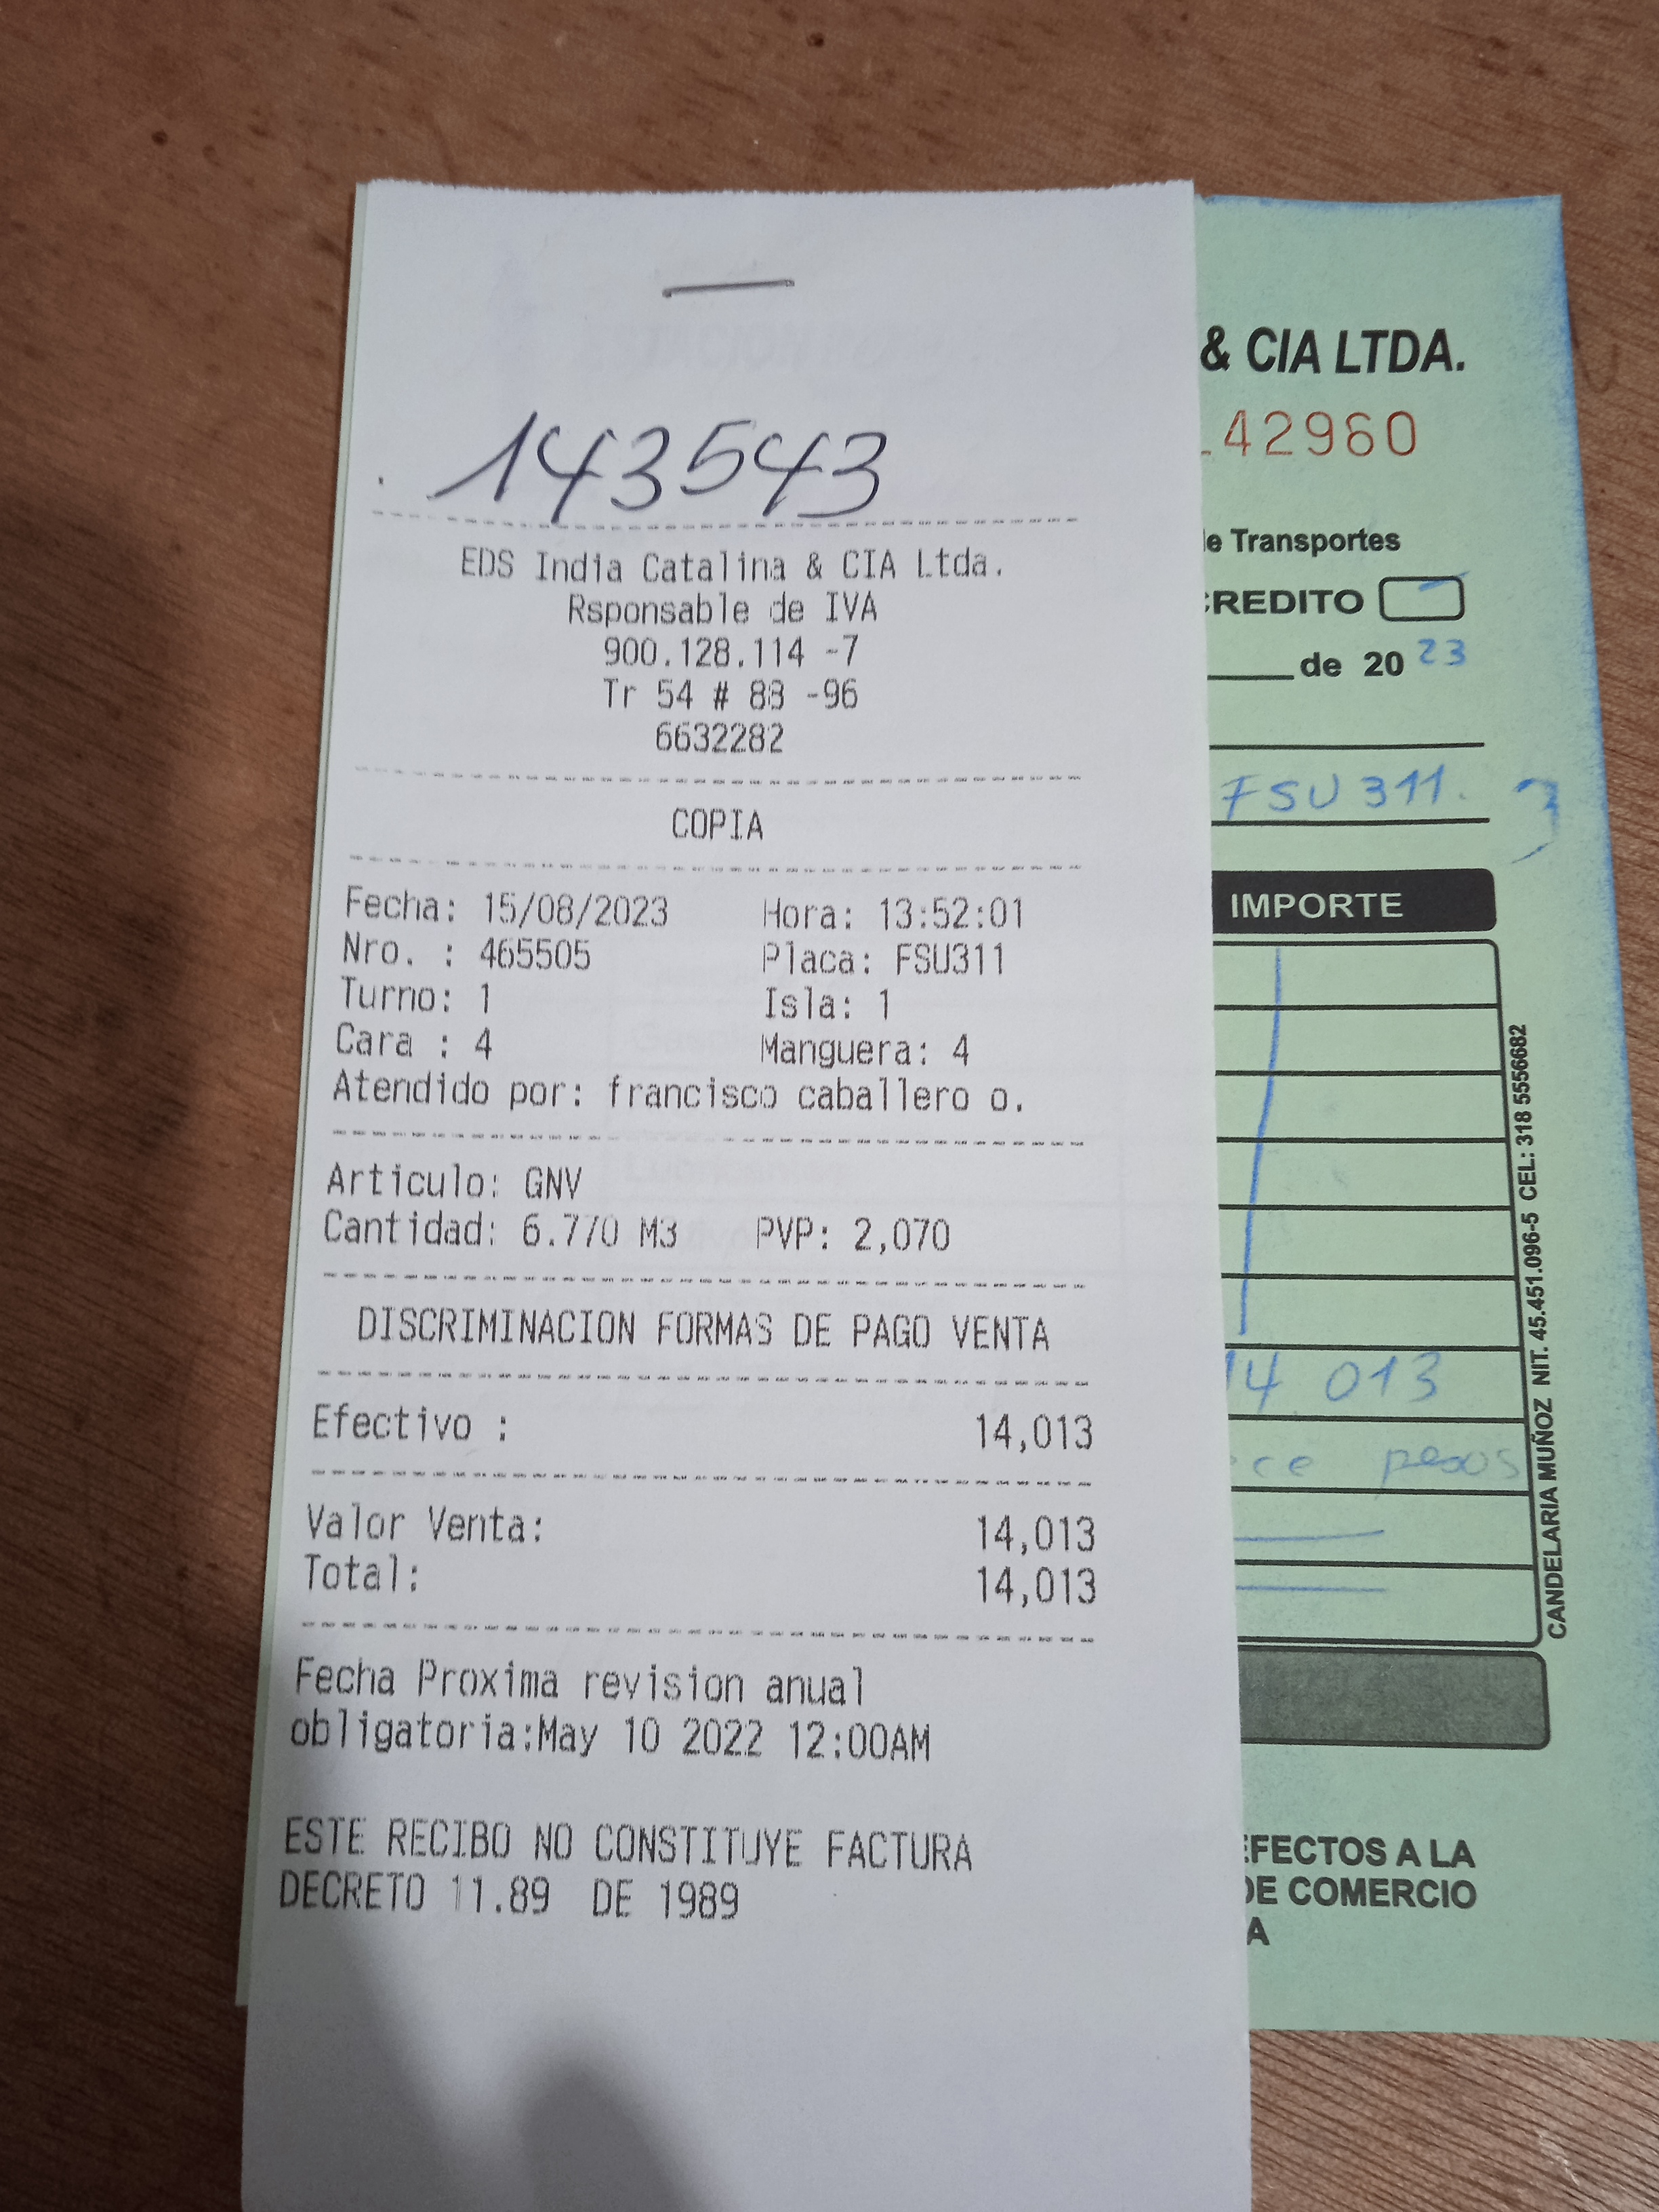 143543
EDS India Catalina & CIA Ltda.
Rsponsable de IVA
900.128.114 -7
Tr 54 # 88 -96
6632282
COPIA
Fecha: 15/08/2023 Hora: 13:52:01
Nro. : 465505 Placa: FSU311
Turno: 1 Isla: 1
Cara : 4 Manguera: 4
Atendido por: francisco caballero o.
Articulo: GNV
Cantidad: 6.770 M3 PVP: 2,070
DISCRIMINACION FORMAS DE PAGO VENTA
Efectivo : 14,013
Valor Venta: 14,013
Total: 14,013
Fecha Proxima revision anual
obligatoria:May 10 2022 12:00AM
ESTE RECIBO NO CONSTITUYE FACTURA
DECRETO 11.89 DE 1989
& CIA LTDA.
42960
Transportes
CREDITO
de 20 23
FSU 311.
IMPORTE
14 013
ece pesos
CANDELARIA MUÑOZ NIT. 45.451.096-5 CEL: 318 5556682
EFECTOS A LA
DE COMERCIO
A